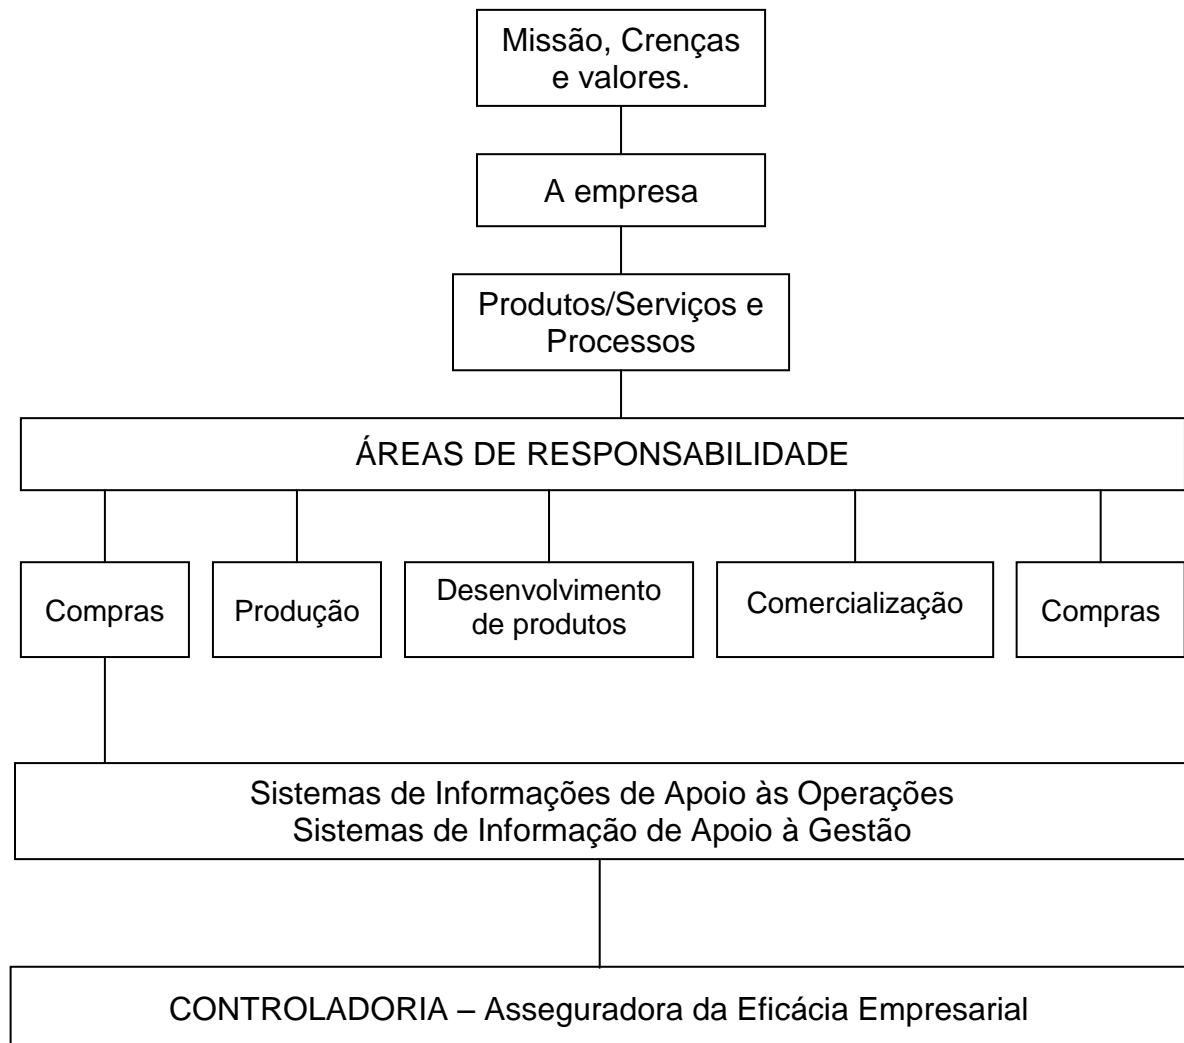 Missão, Crenças
e valores.
A empresa
Produtos/Serviços e
Processos
ÁREAS DE RESPONSABILIDADE
Compras
Produção
Desenvolvimento
de produtos
Comercialização
Compras
Sistemas de Informações de Apoio às Operações
Sistemas de Informação de Apoio à Gestão
CONTROLADORIA – Asseguradora da Eficácia Empresarial